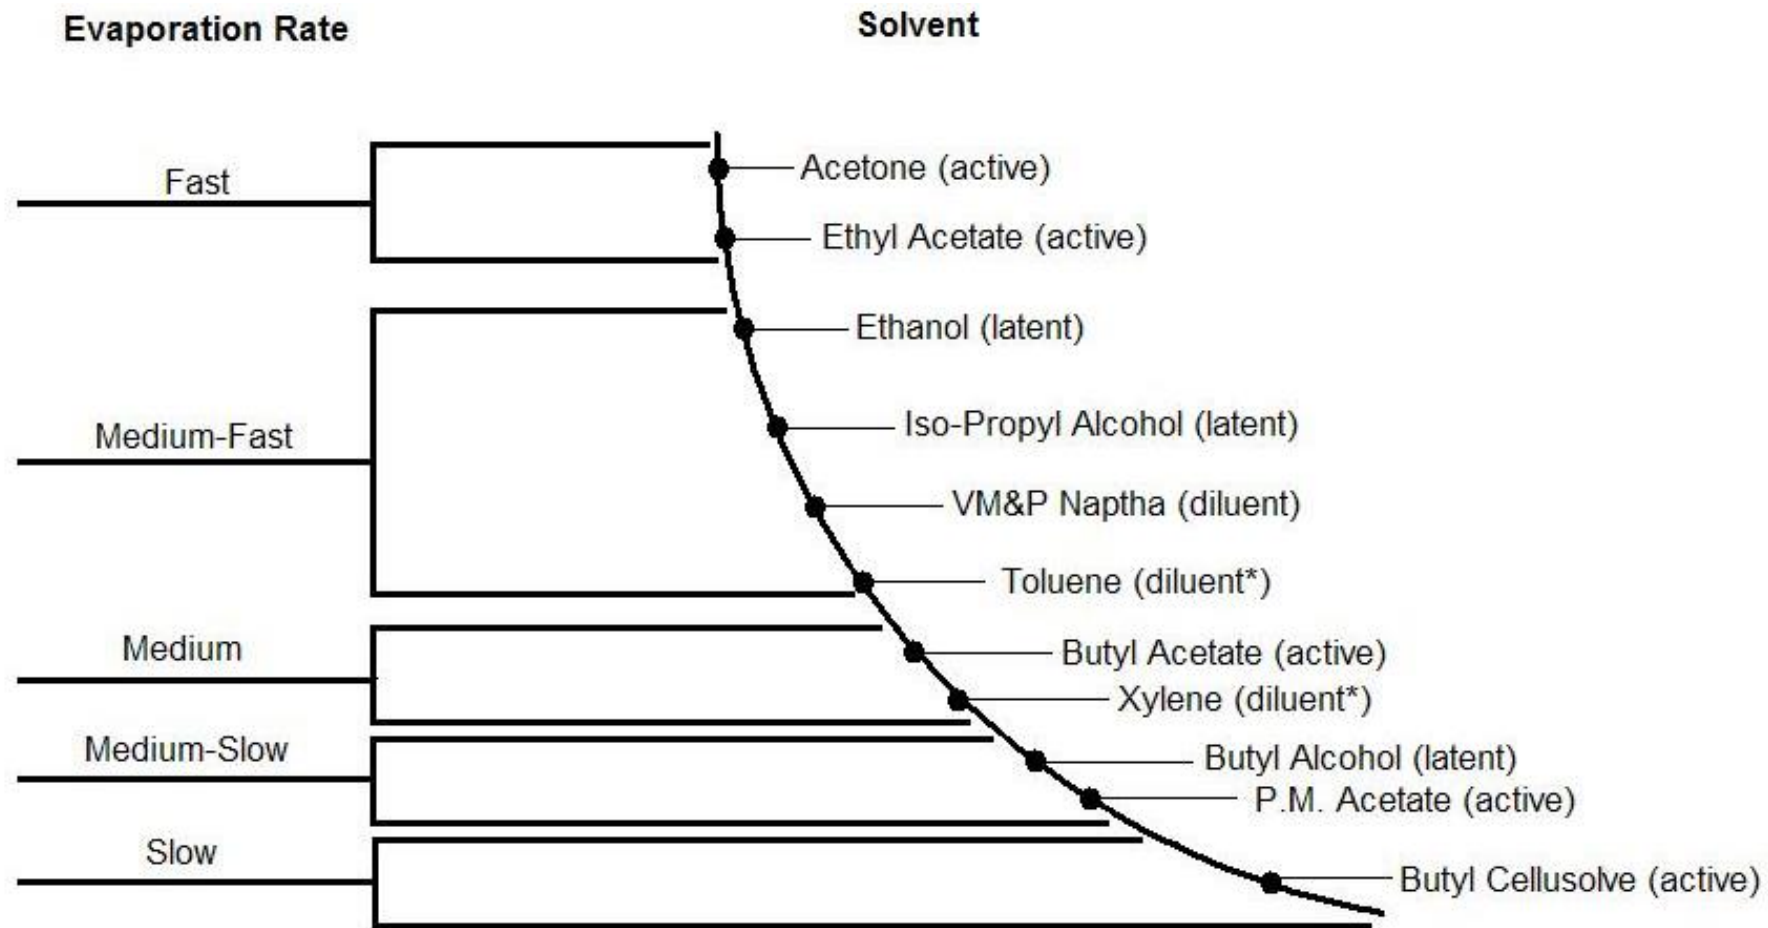 Evaporation Rate
Solvent
Fast
Acetone (active)
Ethyl Acetate (active)
Ethanol (latent)
Medium-Fast
Iso-Propyl Alcohol (latent)
VM&P Naptha (diluent)
Toluene (diluent*)
Medium
Butyl Acetate (active)
Xylene (diluent*)
Medium-Slow
Butyl Alcohol (latent)
P.M. Acetate (active)
Slow
Butyl Cellusolve (active)